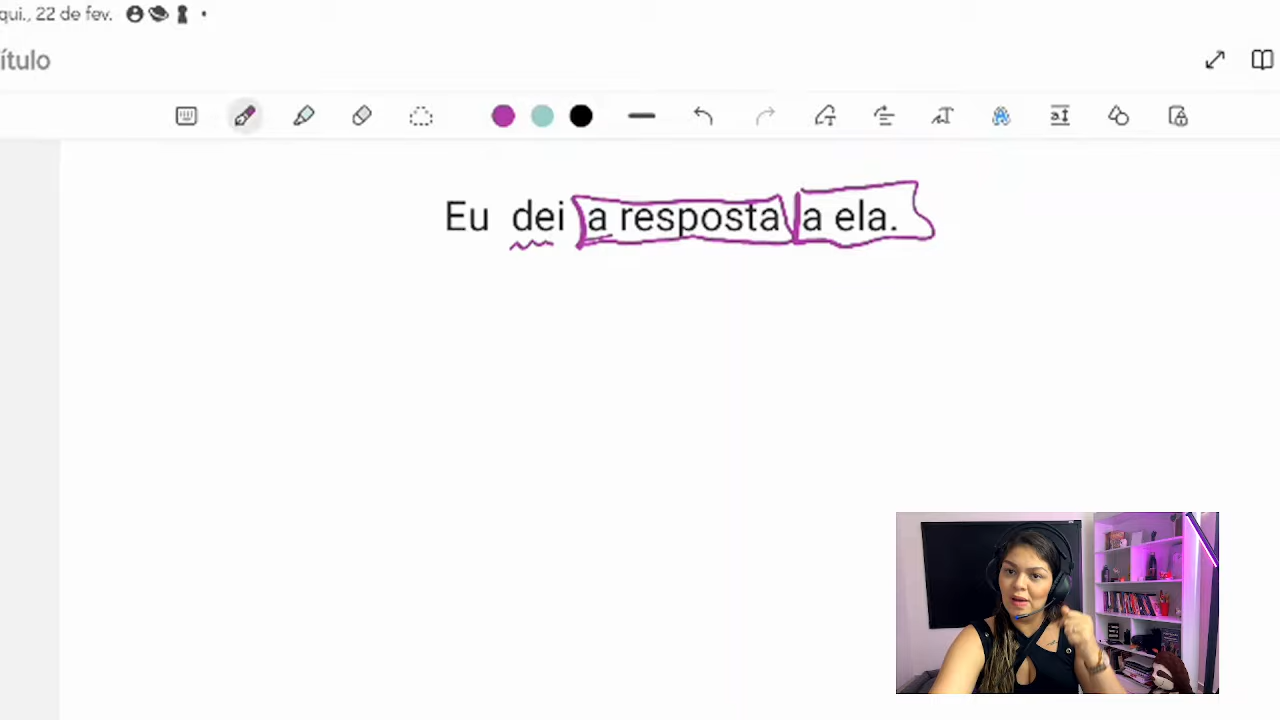 qui., 22 de fev.
ítulo
Eu dei a resposta a ela.